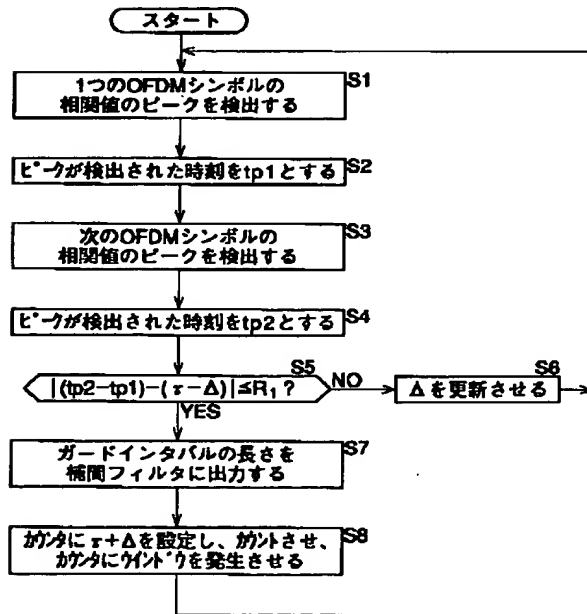 スタート
1つのOFDMシンボルの
相関値のピークを検出する
S1
ピークが検出された時刻をtp1とする
S2
次のOFDMシンボルの
相関値のピークを検出する
S3
ピークが検出された時刻をtp2とする
S4
|(tp2−tp1)−(τ−Δ)|≦R₁?
S5
NO
Δを更新させる
S6
YES
ガードインタバルの長さを
補間フィルタに出力する
S7
カウンタにτ+Δを設定し、カウントさせ、
カウンタにウインドウを発生させる
S8